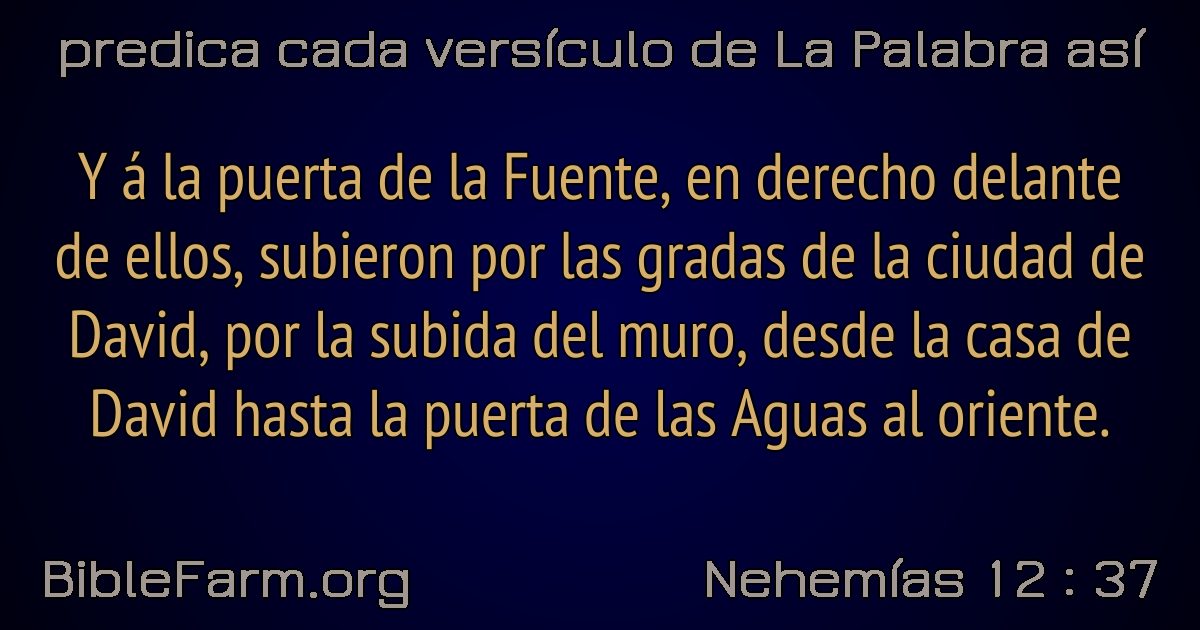 predica cada versículo de La Palabra así
Y á la puerta de la Fuente, en derecho delante
de ellos, subieron por las gradas de la ciudad de
David, por la subida del muro, desde la casa de
David hasta la puerta de las Aguas al oriente.
BibleFarm.org
Nehemías 12 : 37